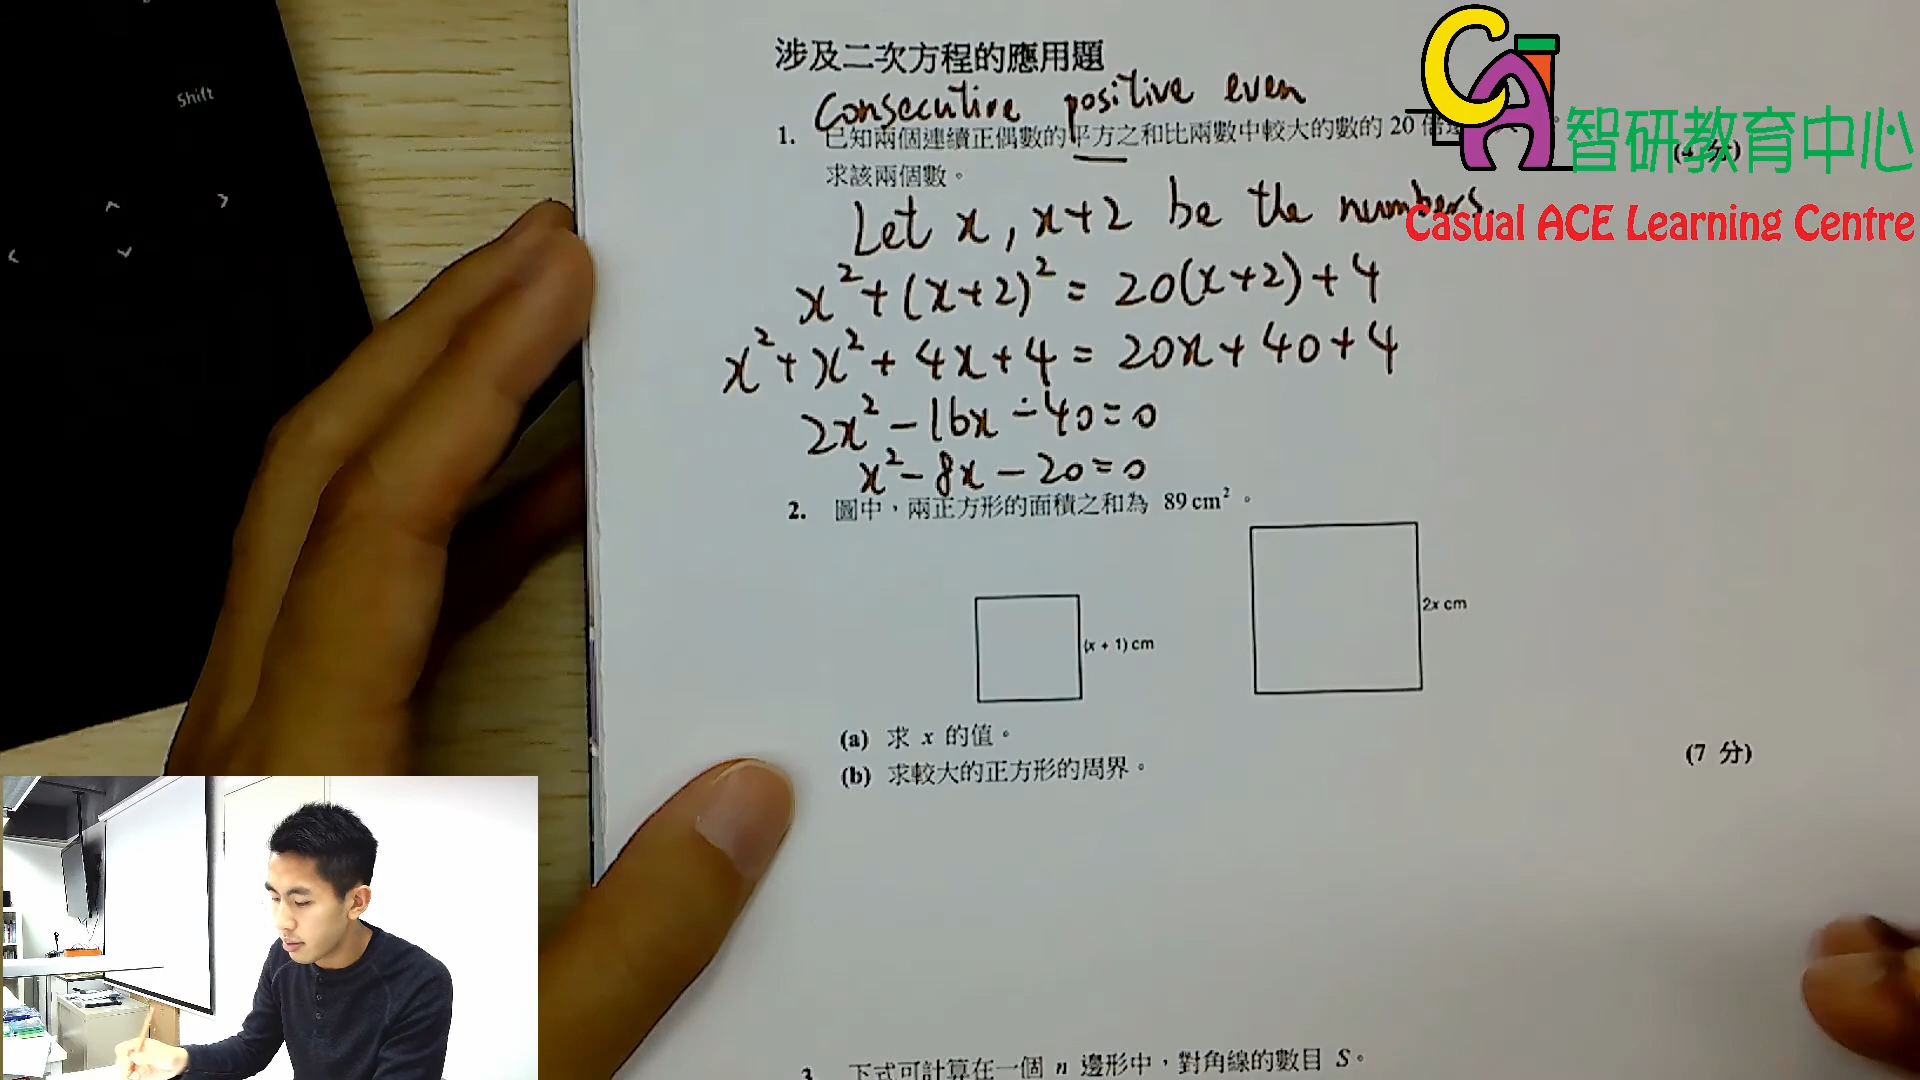 Shift
涉及二次方程的應用題
consecutive positive even
1. 已知兩個連續正偶數的平方之和比兩數中較大的數的 20 倍
(4 分)
求該兩個數。
Let x, x+2 be the numbers.
x²+(x+2)² = 20(x+2)+4
x²+x²+4x+4 = 20x+40+4
2x²-16x-40=0
x²-8x-20=0
2. 圖中，兩正方形的面積之和為 89 cm²。
(x + 1) cm
2x cm
(a) 求 x 的值。
(b) 求較大的正方形的周界。
(7 分)
3. 下式可計算在一個 n 邊形中，對角線的數目 S。
CA
智研教育中心
Casual ACE Learning Centre